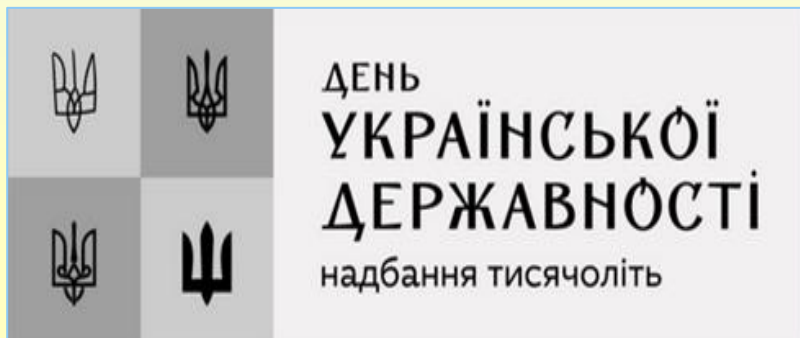 ДЕНЬ
УКРАЇНСЬКОЇ
ДЕРЖАВНОСТІ
надбання тисячоліть